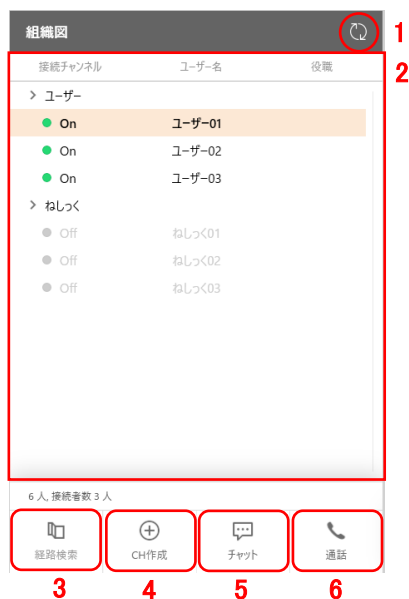 組織図
1
接続チャンネル ユーザー名 役職
2
> ユーザー
On ユーザー01
On ユーザー02
On ユーザー03
> ねしっく
Off ねしっく01
Off ねしっく02
Off ねしっく03
6 人, 接続者数 3 人
経路検索 CH作成 チャット 通話
3 4 5 6